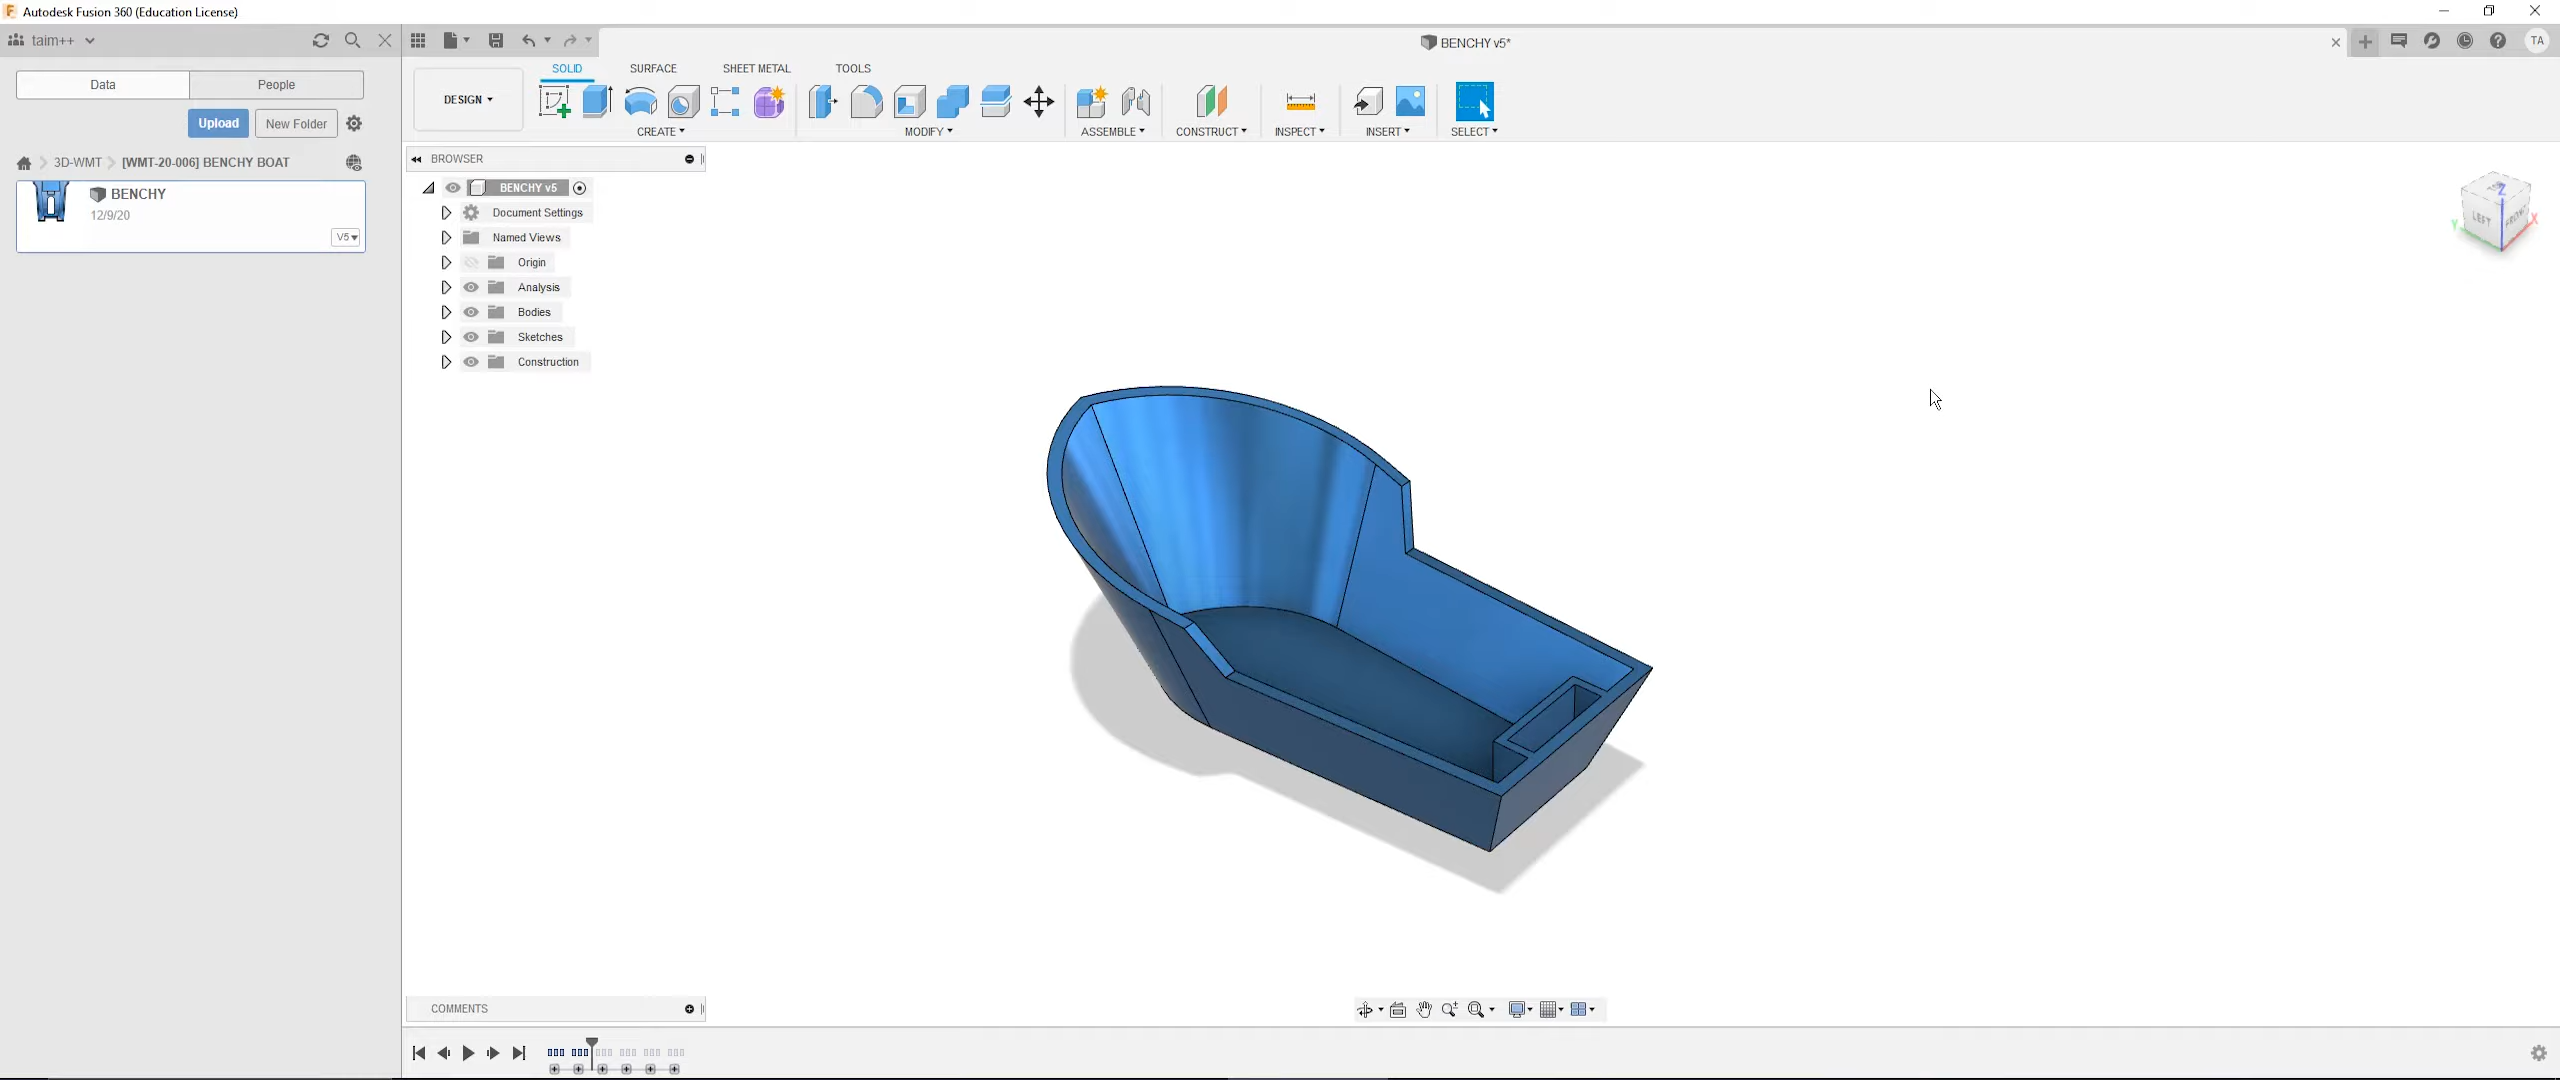 Autodesk Fusion 360 (Education License)
taim++
BENCHY v5*
TA
Data
People
SOLID
SURFACE
SHEET METAL
TOOLS
DESIGN
Upload
New Folder
CREATE
MODIFY
ASSEMBLE
CONSTRUCT
INSPECT
INSERT
SELECT
3D-WMT
[WMT-20-006] BENCHY BOAT
BROWSER
BENCHY
12/9/20
V5
BENCHY v5
Document Settings
Named Views
Origin
Analysis
Bodies
Sketches
Construction
Z
LEFT
FRONT
X
Y
COMMENTS